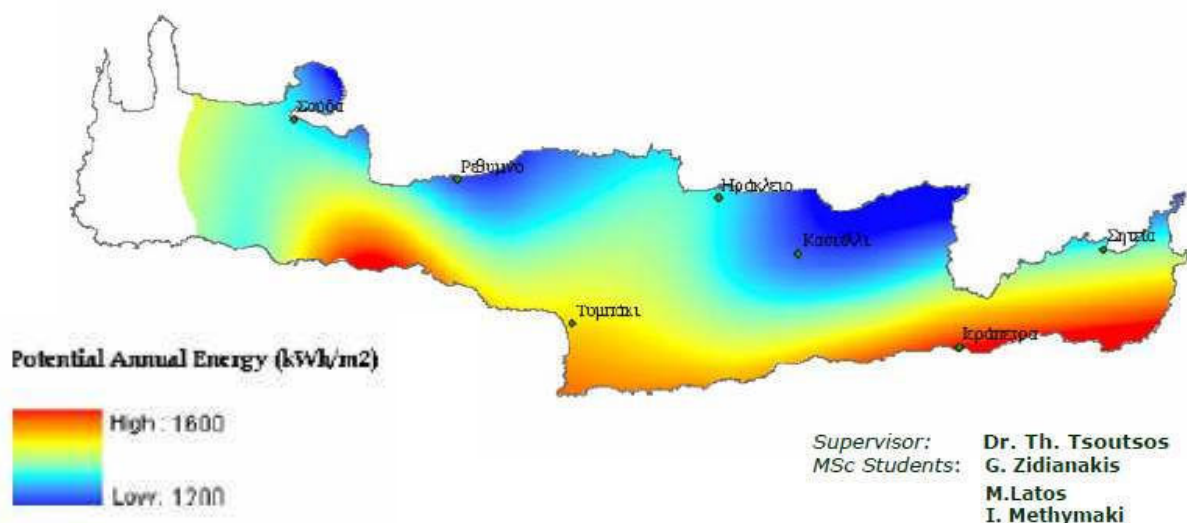 Σούδα
Ρέθυμνο
Ηράκλειο
Καστέλλι
Σητεία
Τυμπάκι
Ιεράπετρα
Potential Annual Energy (kWh/m2)
High : 1600
Low : 1200
Supervisor: Dr. Th. Tsoutsos
MSc Students: G. Zidianakis
M.Latos
I. Methymaki